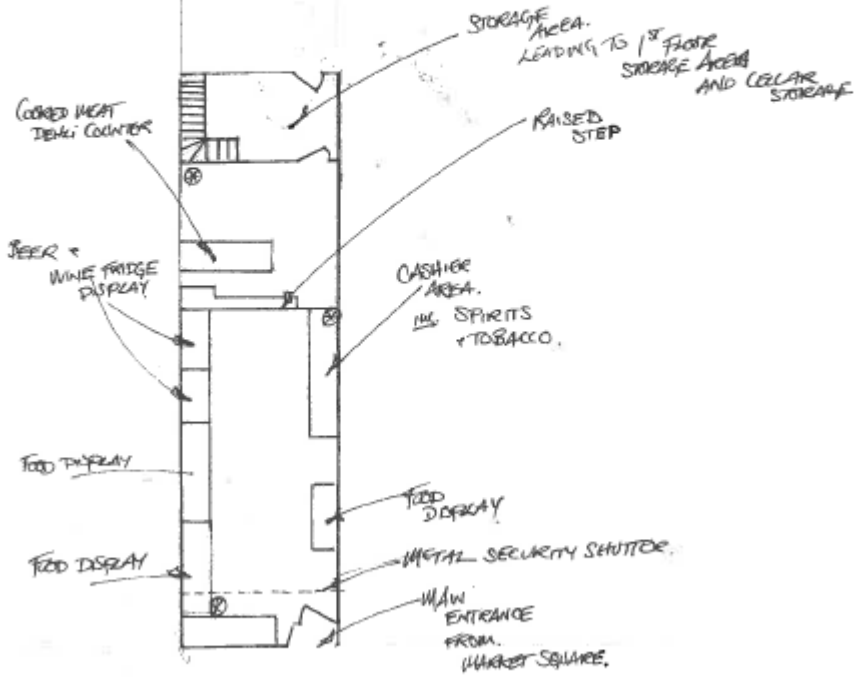 STORAGE
AREA.
LEADING TO 1ST FLOOR
STORAGE AREA
AND CELLAR
STORAGE
COOKED MEAT
DELI COUNTER
RAISED
STEP
BEER +
WINE FRIDGE
DISPLAY
CASHIER
AREA.
INC. SPIRITS
+ TOBACCO.
FOOD DISPLAY
FOOD
DISPLAY
FOOD DISPLAY
METAL SECURITY SHUTTER.
MAIN
ENTRANCE
FROM.
MARKET SQUARE.